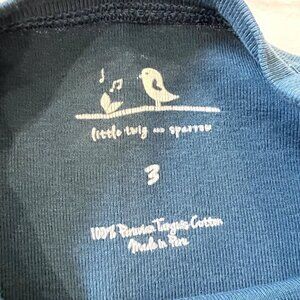 little twig and sparrow
3
100% Peruvian Tanguis Cotton
Made in Peru